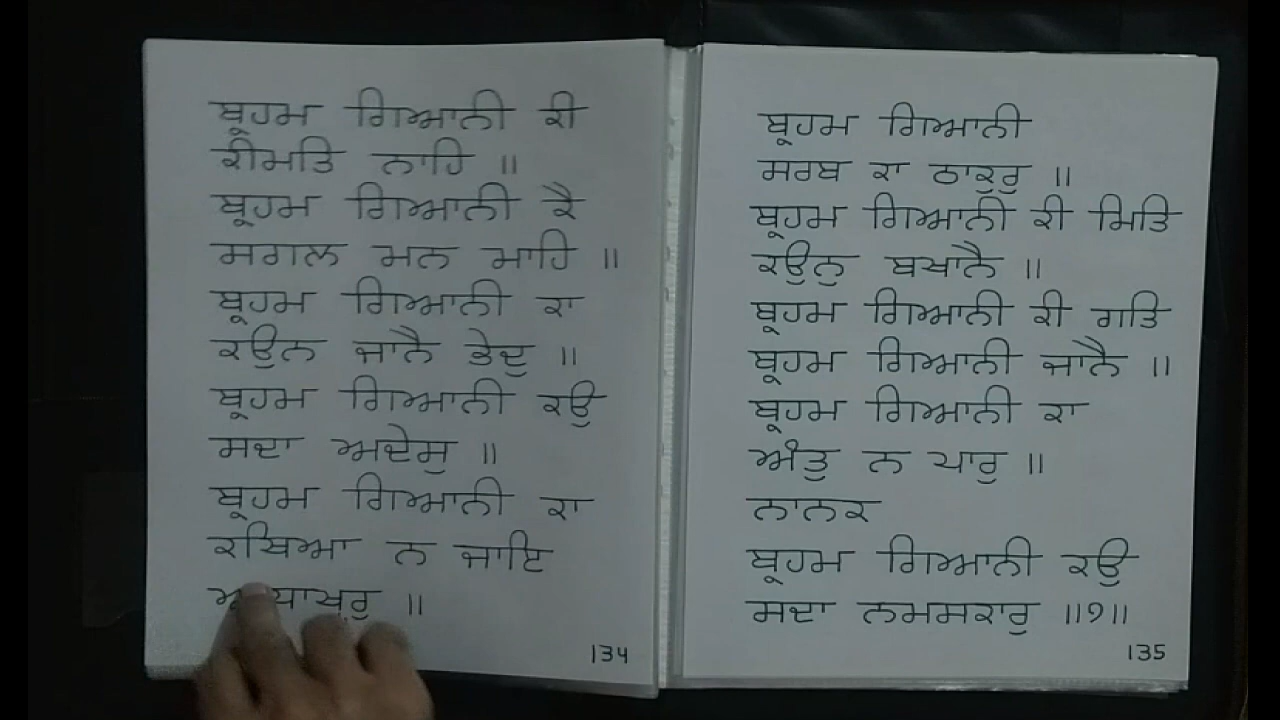 ਬ੍ਰਹਮ ਗਿਆਨੀ ਕੀ
ਕੀਮਤਿ ਨਾਹਿ ॥
ਬ੍ਰਹਮ ਗਿਆਨੀ ਕੈ
ਸਗਲ ਮਨ ਮਾਹਿ ॥
ਬ੍ਰਹਮ ਗਿਆਨੀ ਕਾ
ਕਉਨ ਜਾਨੈ ਭੇਦੁ ॥
ਬ੍ਰਹਮ ਗਿਆਨੀ ਕਉ
ਸਦਾ ਅਦੇਸੁ ॥
ਬ੍ਰਹਮ ਗਿਆਨੀ ਕਾ
ਕਥਿਆ ਨ ਜਾਇ
॥
134
ਬ੍ਰਹਮ ਗਿਆਨੀ
ਸਰਬ ਕਾ ਠਾਕੁਰੁ ॥
ਬ੍ਰਹਮ ਗਿਆਨੀ ਕੀ ਮਿਤਿ
ਕਉਨੁ ਬਖਾਨੈ ॥
ਬ੍ਰਹਮ ਗਿਆਨੀ ਕੀ ਗਤਿ
ਬ੍ਰਹਮ ਗਿਆਨੀ ਜਾਨੈ ॥
ਬ੍ਰਹਮ ਗਿਆਨੀ ਕਾ
ਅੰਤੁ ਨ ਪਾਰੁ ॥
ਨਾਨਕ
ਬ੍ਰਹਮ ਗਿਆਨੀ ਕਉ
ਸਦਾ ਨਮਸਕਾਰੁ ॥੭॥
135